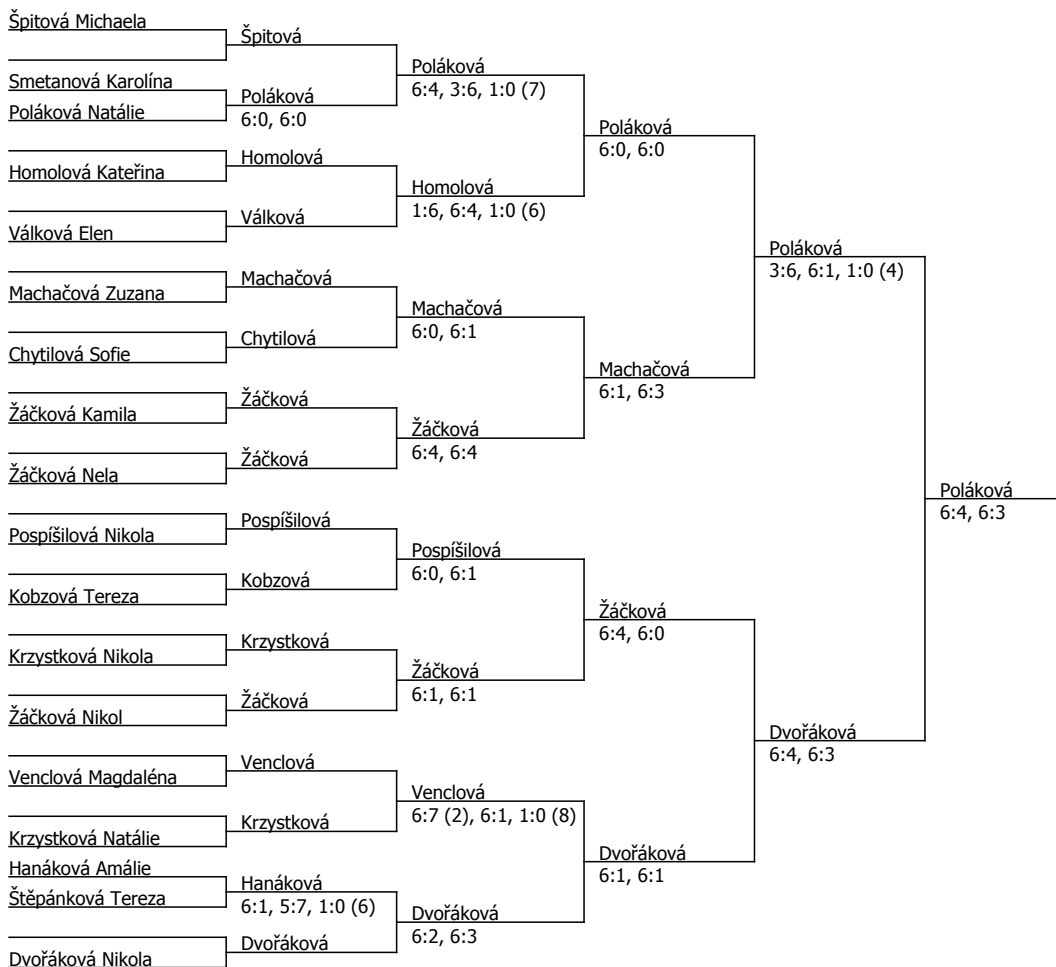 Špitová Michaela
Smetanová Karolína
Poláková Natálie
Homolová Kateřina
Válková Elen
Machačová Zuzana
Chytilová Sofie
Žáčková Kamila
Žáčková Nela
Pospíšilová Nikola
Kobzová Tereza
Krzystková Nikola
Žáčková Nikol
Venclová Magdaléna
Krzystková Natálie
Hanáková Amálie
Štěpánková Tereza
Dvořáková Nikola
Špitová
Poláková
6:0, 6:0
Homolová
Válková
Machačová
Chytilová
Žáčková
Žáčková
Pospíšilová
Kobzová
Krzystková
Žáčková
Venclová
Krzystková
Hanáková
6:1, 5:7, 1:0 (6)
Dvořáková
Poláková
6:4, 3:6, 1:0 (7)
Homolová
1:6, 6:4, 1:0 (6)
Machačová
6:0, 6:1
Žáčková
6:4, 6:4
Pospíšilová
6:0, 6:1
Žáčková
6:1, 6:1
Venclová
6:7 (2), 6:1, 1:0 (8)
Dvořáková
6:2, 6:3
Poláková
6:0, 6:0
Machačová
6:1, 6:3
Žáčková
6:4, 6:0
Dvořáková
6:1, 6:1
Poláková
3:6, 6:1, 1:0 (4)
Dvořáková
6:4, 6:3
Poláková
6:4, 6:3